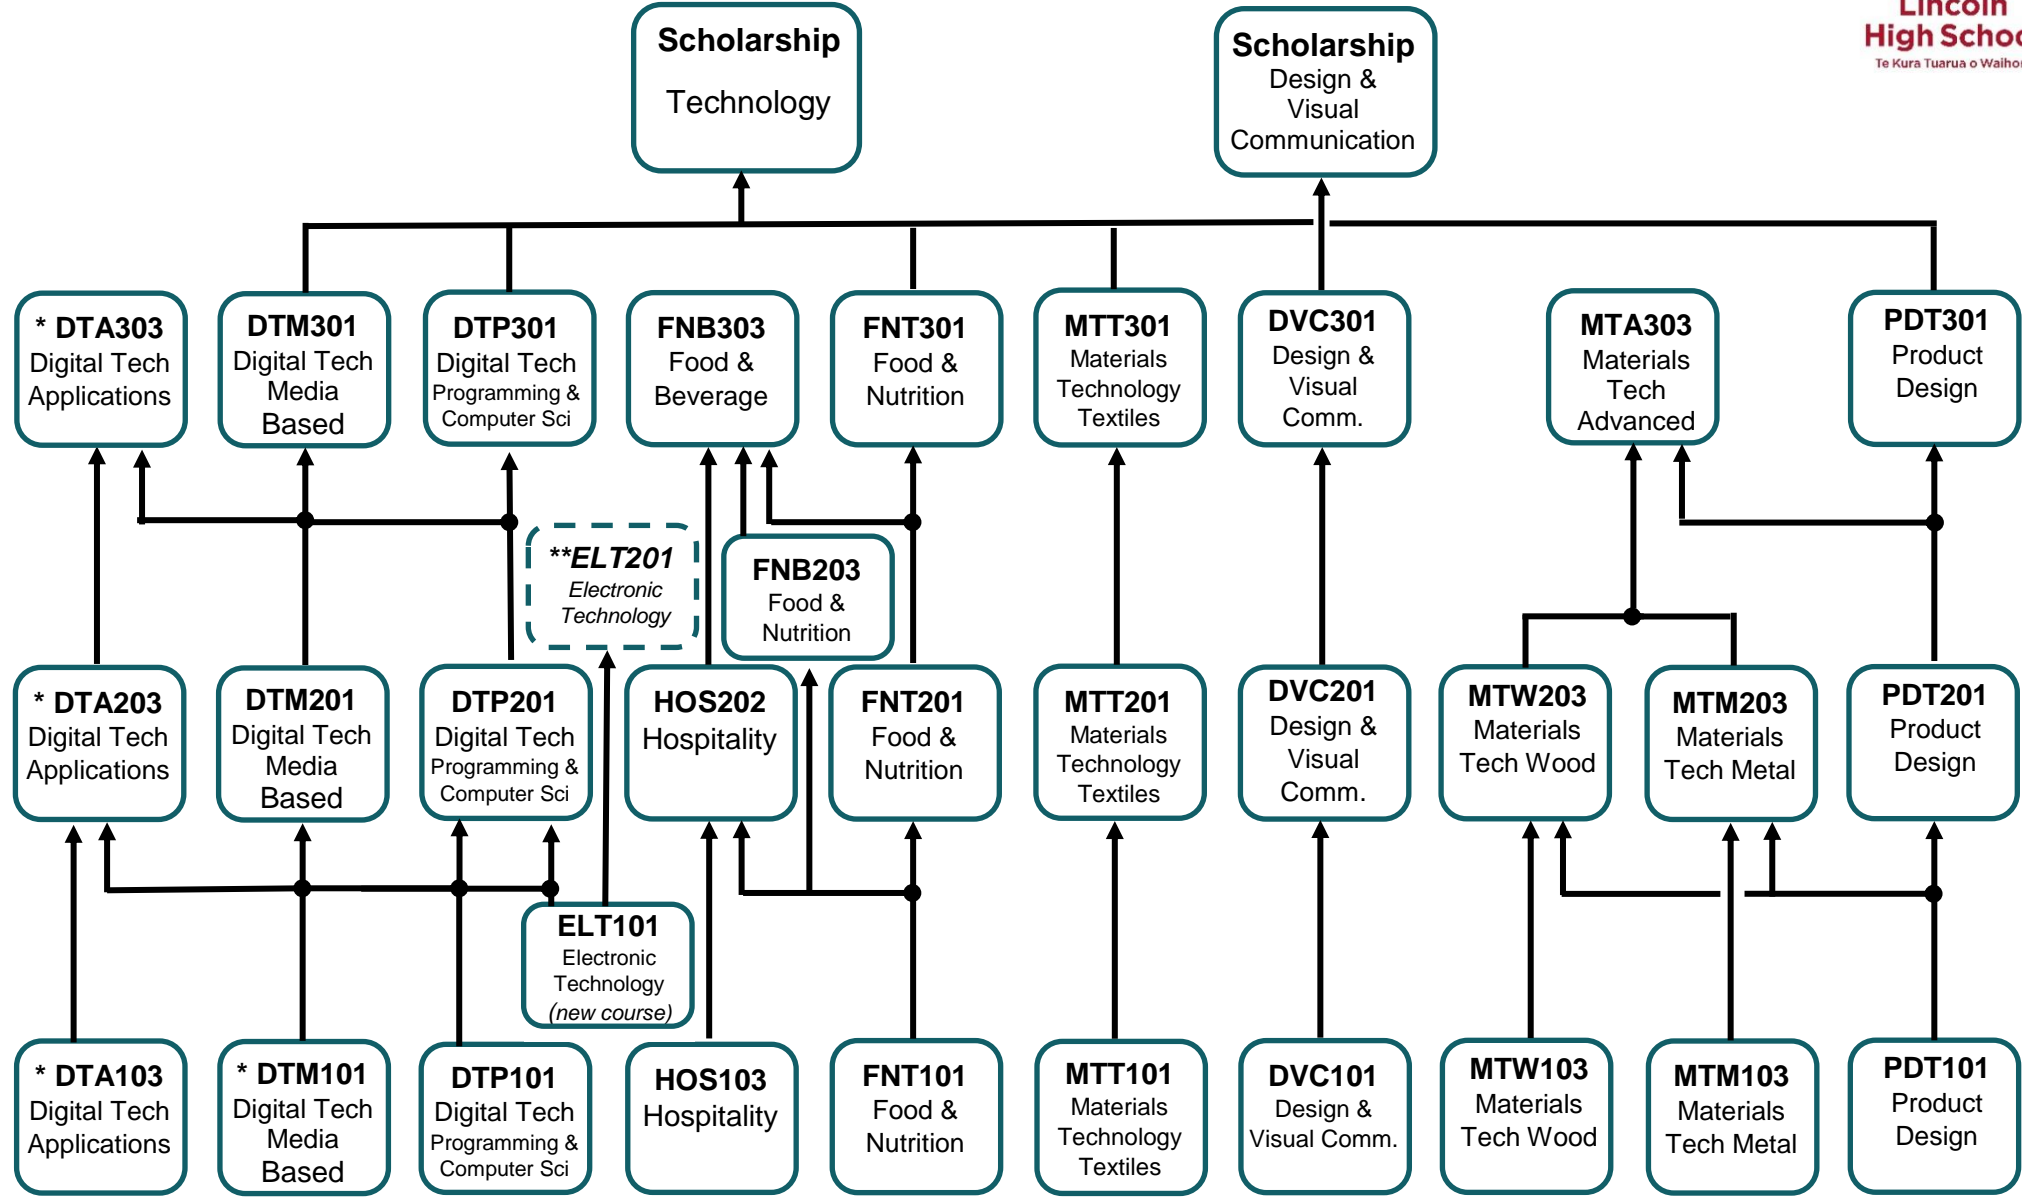 Lincoln
High Schoo
Te Kura Tuarua o Waihor
Scholarship
Technology
Scholarship
Design &
Visual
Communication
* DTA303
Digital Tech
Applications
DTM301
Digital Tech
Media
Based
DTP301
Digital Tech
Programming &
Computer Sci
FNB303
Food &
Beverage
FNT301
Food &
Nutrition
MTT301
Materials
Technology
Textiles
DVC301
Design &
Visual
Comm.
MTA303
Materials
Tech
Advanced
PDT301
Product
Design
**ELT201
Electronic
Technology
FNB203
Food &
Nutrition
* DTA203
Digital Tech
Applications
DTM201
Digital Tech
Media
Based
DTP201
Digital Tech
Programming &
Computer Sci
HOS202
Hospitality
FNT201
Food &
Nutrition
MTT201
Materials
Technology
Textiles
DVC201
Design &
Visual
Comm.
MTW203
Materials
Tech Wood
MTM203
Materials
Tech Metal
PDT201
Product
Design
ELT101
Electronic
Technology
(new course)
* DTA103
Digital Tech
Applications
* DTM101
Digital Tech
Media
Based
DTP101
Digital Tech
Programming &
Computer Sci
HOS103
Hospitality
FNT101
Food &
Nutrition
MTT101
Materials
Technology
Textiles
DVC101
Design &
Visual Comm.
MTW103
Materials
Tech Wood
MTM103
Materials
Tech Metal
PDT101
Product
Design